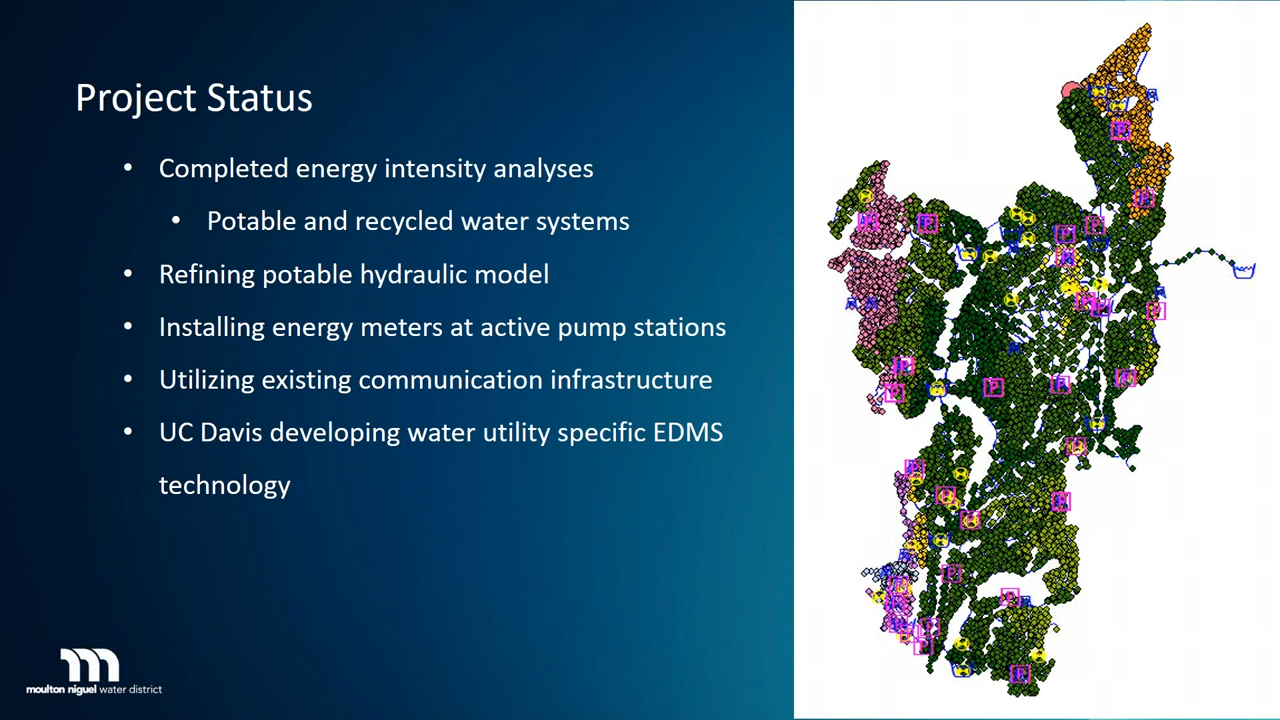 Project Status
• Completed energy intensity analyses
• Potable and recycled water systems
• Refining potable hydraulic model
• Installing energy meters at active pump stations
• Utilizing existing communication infrastructure
• UC Davis developing water utility specific EDMS
technology
moulton niguel water district